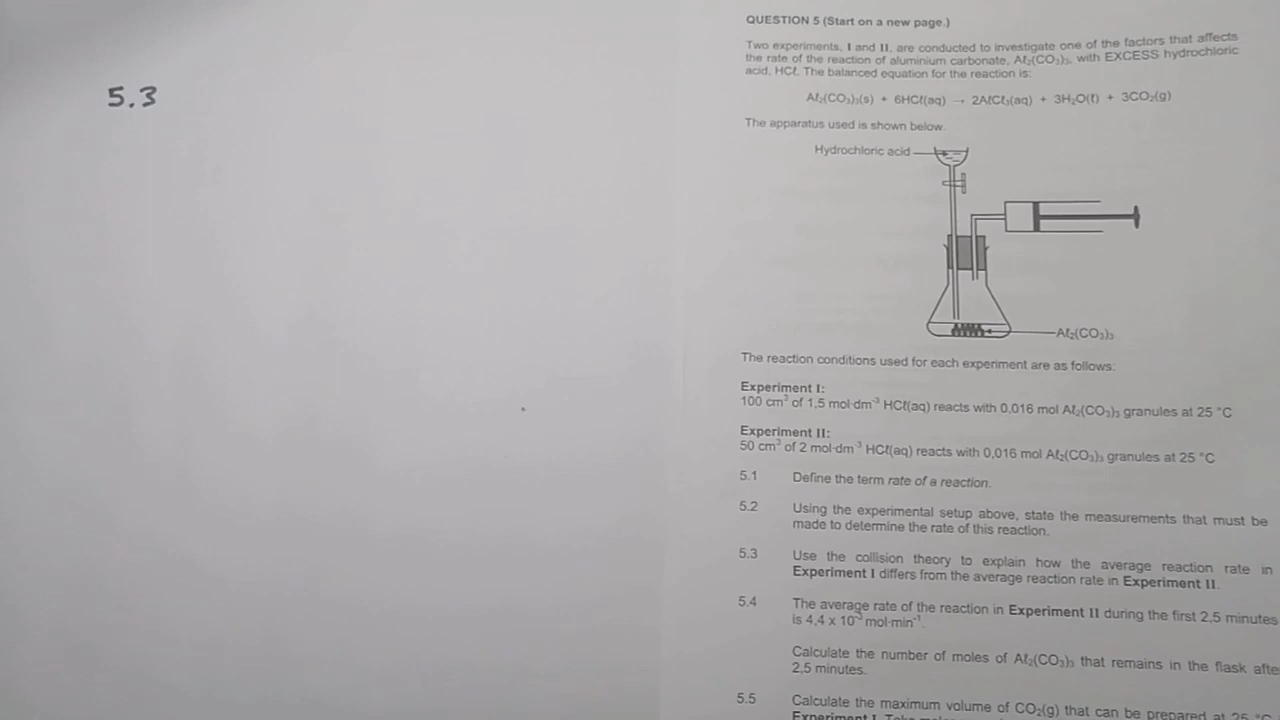 5.3
QUESTION 5 (Start on a new page.)
Two experiments, I and II, are conducted to investigate one of the factors that affects
the rate of the reaction of aluminium carbonate, Aℓ₂(CO₃)₃, with EXCESS hydrochloric
acid, HCℓ. The balanced equation for the reaction is:
Aℓ₂(CO₃)₃(s) + 6HCℓ(aq) → 2AℓCℓ₃(aq) + 3H₂O(ℓ) + 3CO₂(g)
The apparatus used is shown below.
Hydrochloric acid
Aℓ₂(CO₃)₃
The reaction conditions used for each experiment are as follows:
Experiment I:
100 cm³ of 1,5 mol·dm⁻³ HCℓ(aq) reacts with 0,016 mol Aℓ₂(CO₃)₃ granules at 25 °C
Experiment II:
50 cm³ of 2 mol·dm⁻³ HCℓ(aq) reacts with 0,016 mol Aℓ₂(CO₃)₃ granules at 25 °C
5.1 Define the term rate of a reaction.
5.2 Using the experimental setup above, state the measurements that must be
made to determine the rate of this reaction.
5.3 Use the collision theory to explain how the average reaction rate in
Experiment I differs from the average reaction rate in Experiment II.
5.4 The average rate of the reaction in Experiment II during the first 2,5 minutes
is 4,4 x 10⁻³ mol·min⁻¹.
Calculate the number of moles of Aℓ₂(CO₃)₃ that remains in the flask afte
2,5 minutes.
5.5 Calculate the maximum volume of CO₂(g) that can be prepared at 25 °C
Experiment I. Take